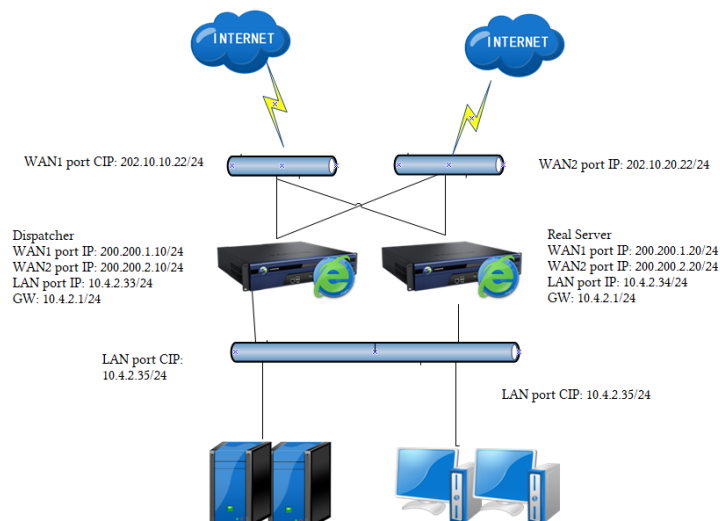 INTERNET
INTERNET
WAN1 port CIP: 202.10.10.22/24
WAN2 port IP: 202.10.20.22/24
Dispatcher
WAN1 port IP: 200.200.1.10/24
WAN2 port IP: 200.200.2.10/24
LAN port IP: 10.4.2.33/24
GW: 10.4.2.1/24
Real Server
WAN1 port IP: 200.200.1.20/24
WAN2 port IP: 200.200.2.20/24
LAN port IP: 10.4.2.34/24
GW: 10.4.2.1/24
LAN port CIP:
10.4.2.35/24
LAN port CIP: 10.4.2.35/24